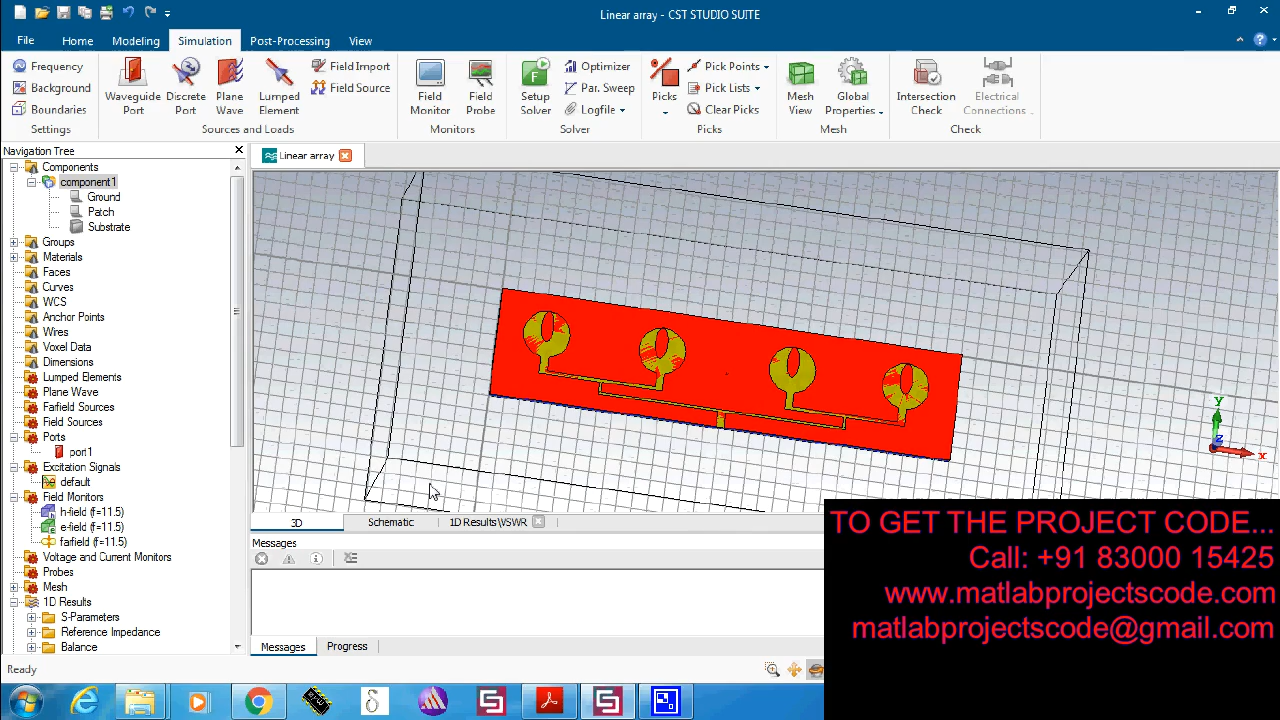 Linear array - CST STUDIO SUITE
File Home Modeling Simulation Post-Processing View
Frequency
Background
Boundaries
Settings
Waveguide Port
Discrete Port
Plane Wave
Lumped Element
Field Import
Field Source
Sources and Loads
Field Monitor
Field Probe
Monitors
Setup Solver
Optimizer
Par. Sweep
Logfile
Solver
Picks
Pick Points
Pick Lists
Clear Picks
Picks
Mesh View
Global Properties
Mesh
Intersection Check
Electrical Connections
Check
Navigation Tree
Linear array
Components
component1
Ground
Patch
Substrate
Groups
Materials
Faces
Curves
WCS
Anchor Points
Wires
Voxel Data
Dimensions
Lumped Elements
Plane Wave
Farfield Sources
Field Sources
Ports
port1
Excitation Signals
default
Field Monitors
h-field (f=11.5)
e-field (f=11.5)
farfield (f=11.5)
Voltage and Current Monitors
Probes
Mesh
1D Results
S-Parameters
Reference Impedance
Balance
y
z
x
3D Schematic 1D Results\VSWR
Messages
Messages Progress
Ready
TO GET THE PROJECT CODE...
Call: +91 83000 15425
www.matlabprojectscode.com
matlabprojectscode@gmail.com